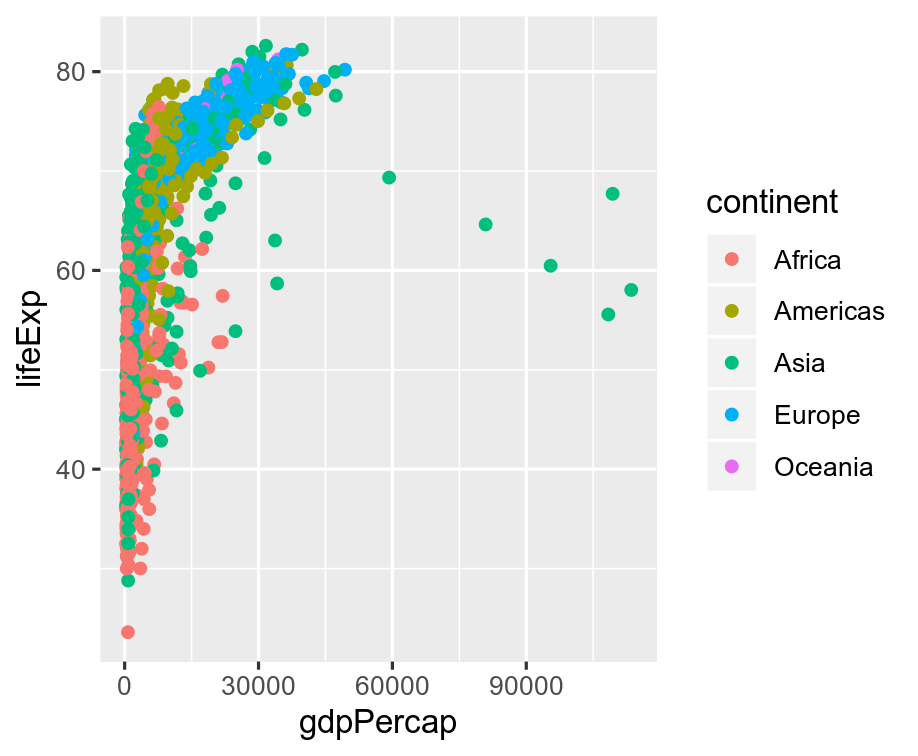 continent
Africa
Americas
Asia
Europe
Oceania
lifeExp
80
60
40
0 30000 60000 90000
gdpPercap